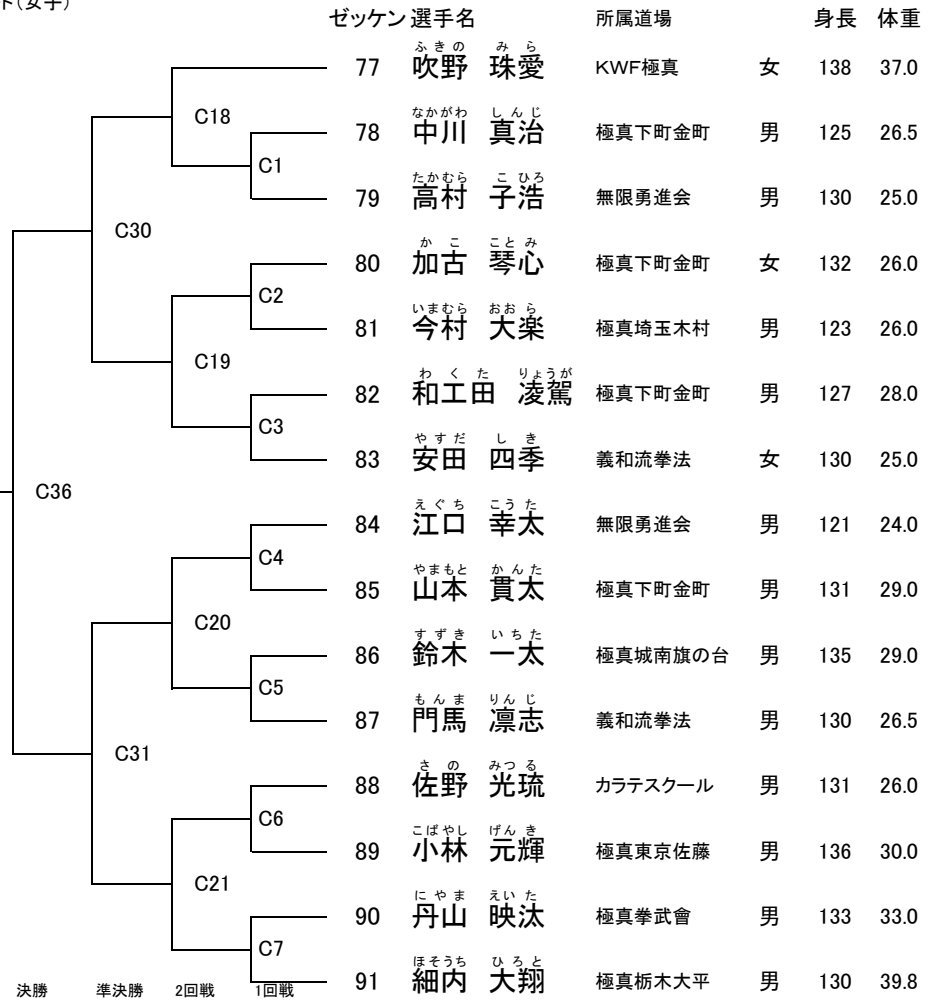 ド（女子）
ゼッケン 選手名 所属道場 身長 体重
ふきの みら
77 吹野 珠愛 KWF極真 女 138 37.0
C18
なかがわ しんじ
78 中川 真治 極真下町金町 男 125 26.5
C1
たかむら こひろ
79 高村 子浩 無限勇進会 男 130 25.0
C30
かこ ことみ
80 加古 琴心 極真下町金町 女 132 26.0
C2
いまむら おおら
81 今村 大楽 極真埼玉木村 男 123 26.0
C19
わくた りょうが
82 和工田 凌駕 極真下町金町 男 127 28.0
C3
やすだ しき
83 安田 四季 義和流拳法 女 130 25.0
C36
えぐち こうた
84 江口 幸太 無限勇進会 男 121 24.0
C4
やまもと かんた
85 山本 貫太 極真下町金町 男 131 29.0
C20
すずき いちた
86 鈴木 一太 極真城南旗の台 男 135 29.0
C5
もんま りんじ
87 門馬 凛志 義和流拳法 男 130 26.5
C31
さの みつる
88 佐野 光琉 カラテスクール 男 131 26.0
C6
こばやし げんき
89 小林 元輝 極真東京佐藤 男 136 30.0
C21
にやま えいた
90 丹山 映汰 極真拳武會 男 133 33.0
C7
ほそうち ひろと
91 細内 大翔 極真栃木大平 男 130 39.8
決勝 準決勝 2回戦 1回戦